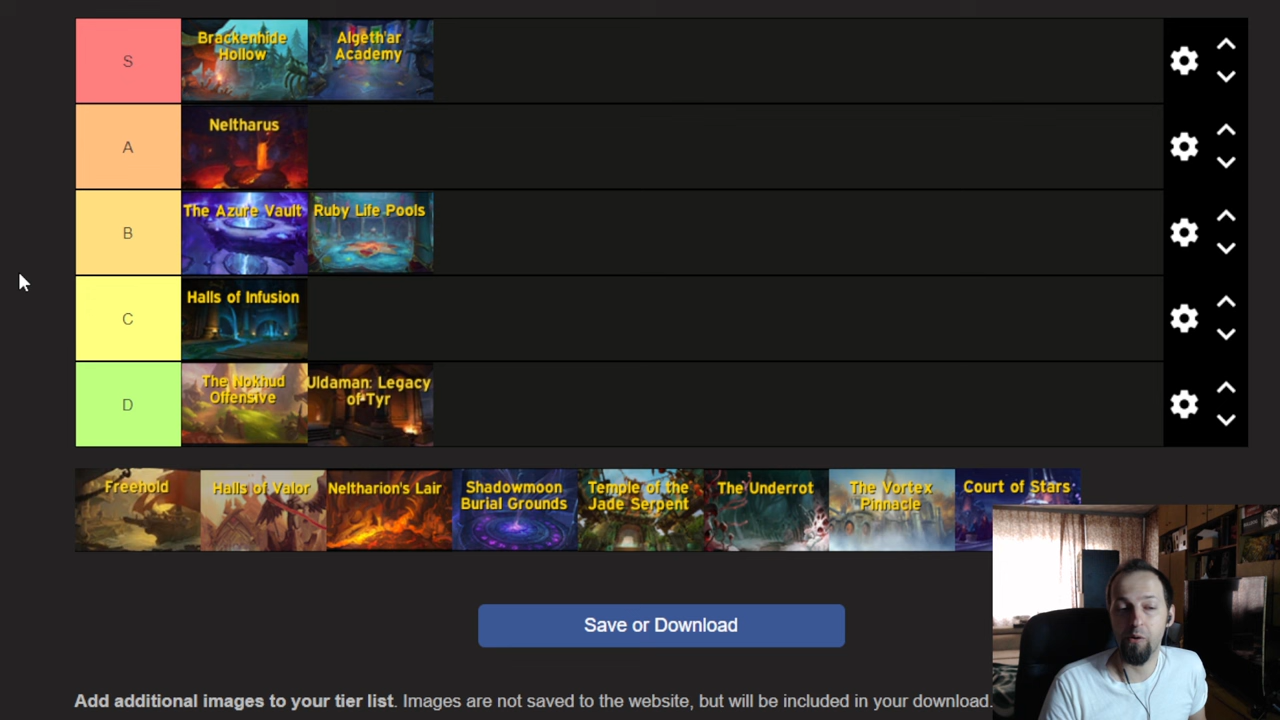 S
Brackenhide
Hollow
Algeth'ar
Academy
A
Neltharus
B
The Azure Vault
Ruby Life Pools
C
Halls of Infusion
D
The Nokhud
Offensive
Uldaman: Legacy
of Tyr
Freehold
Halls of Valor
Neltharion's Lair
Shadowmoon
Burial Grounds
Temple of the
Jade Serpent
The Underrot
The Vortex
Pinnacle
Court of Stars
Save or Download
Add additional images to your tier list. Images are not saved to the website, but will be included in your download.